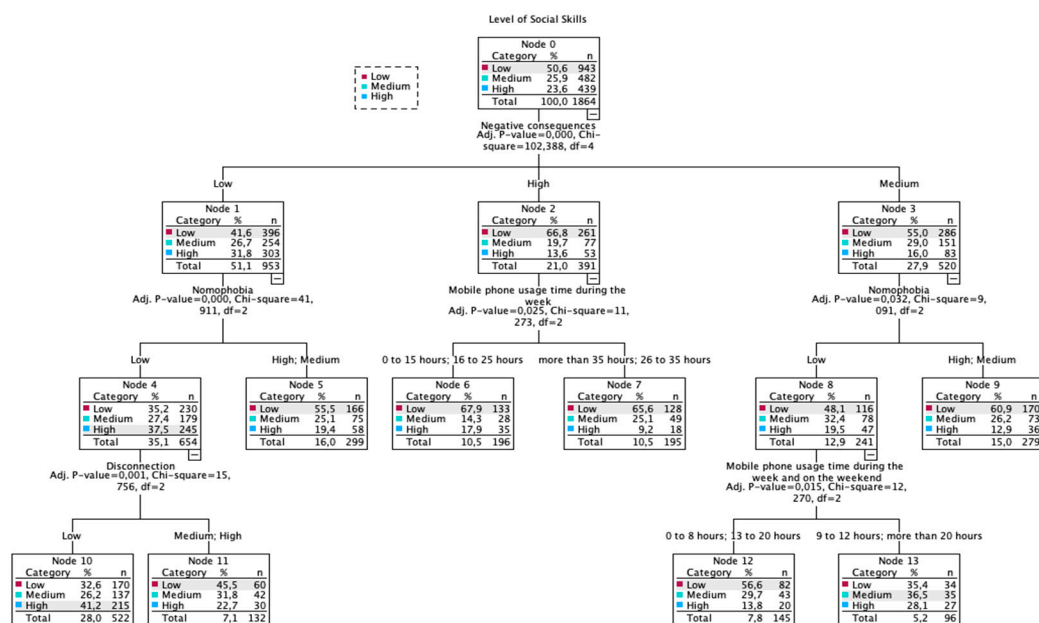 Level of Social Skills
Low
Medium
High
Node 0
Category % n
Low 50,6 943
Medium 25,9 482
High 23,6 439
Total 100,0 1864
Negative consequences
Adj. P-value=0,000, Chi-
square=102,388, df=4
Low
High
Medium
Node 1
Category % n
Low 41,6 396
Medium 26,7 254
High 31,8 303
Total 51,1 953
Node 2
Category % n
Low 66,8 261
Medium 19,7 77
High 13,6 53
Total 21,0 391
Node 3
Category % n
Low 55,0 286
Medium 29,0 151
High 16,0 83
Total 27,9 520
Nomophobia
Adj. P-value=0,000, Chi-square=41,
911, df=2
Mobile phone usage time during the
week
Adj. P-value=0,025, Chi-square=11,
273, df=2
Nomophobia
Adj. P-value=0,032, Chi-square=9,
091, df=2
Low
High; Medium
0 to 15 hours; 16 to 25 hours
more than 35 hours; 26 to 35 hours
Low
High; Medium
Node 4
Category % n
Low 35,2 230
Medium 27,4 179
High 37,5 245
Total 35,1 654
Node 5
Category % n
Low 55,5 166
Medium 25,1 75
High 19,4 58
Total 16,0 299
Node 6
Category % n
Low 67,9 133
Medium 14,3 28
High 17,9 35
Total 10,5 196
Node 7
Category % n
Low 65,6 128
Medium 25,1 49
High 9,2 18
Total 10,5 195
Node 8
Category % n
Low 48,1 116
Medium 32,4 78
High 19,5 47
Total 12,9 241
Node 9
Category % n
Low 60,9 170
Medium 26,2 73
High 12,9 36
Total 15,0 279
Disconnection
Adj. P-value=0,001, Chi-square=15,
756, df=2
Mobile phone usage time during the
week and on the weekend
Adj. P-value=0,015, Chi-square=12,
270, df=2
Low
Medium; High
0 to 8 hours; 13 to 20 hours
9 to 12 hours; more than 20 hours
Node 10
Category % n
Low 32,6 170
Medium 26,2 137
High 41,2 215
Total 28,0 522
Node 11
Category % n
Low 45,5 60
Medium 31,8 42
High 22,7 30
Total 7,1 132
Node 12
Category % n
Low 56,6 82
Medium 29,7 43
High 13,8 20
Total 7,8 145
Node 13
Category % n
Low 35,4 34
Medium 36,5 35
High 28,1 27
Total 5,2 96